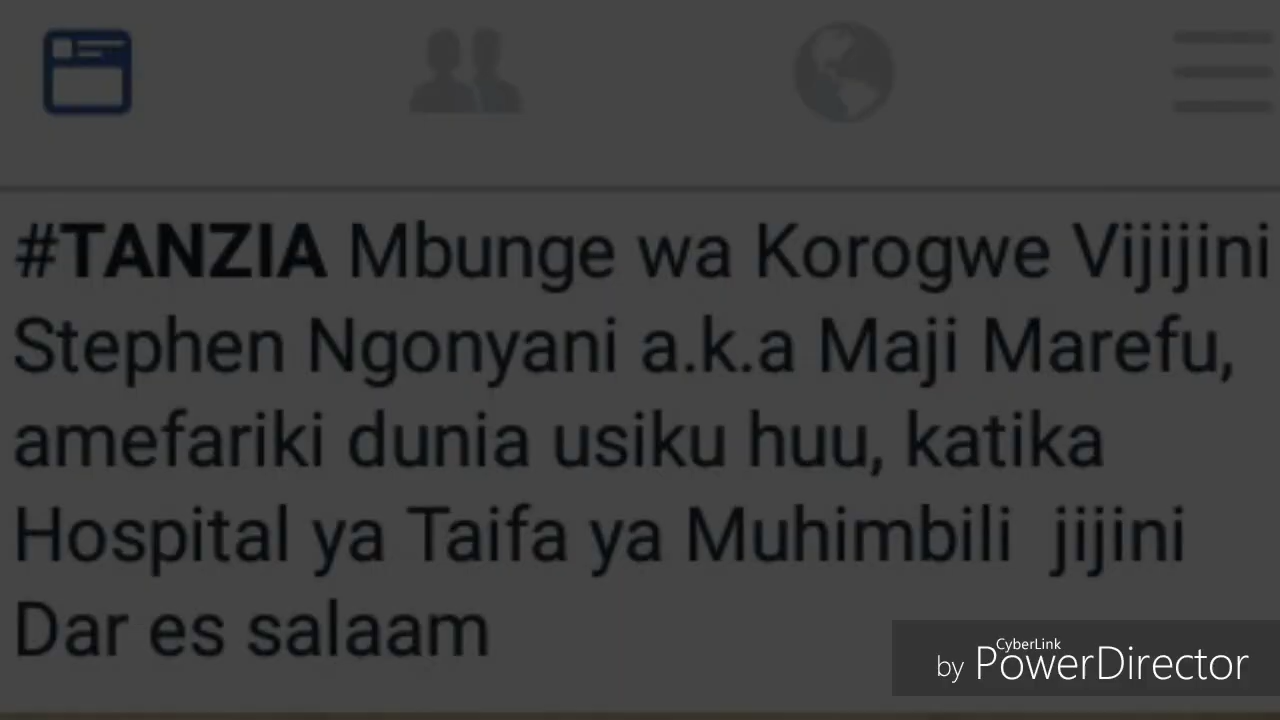 #TANZIA Mbunge wa Korogwe Vijijini
Stephen Ngonyani a.k.a Maji Marefu,
amefariki dunia usiku huu, katika
Hospital ya Taifa ya Muhimbili jijini
Dar es salaam
CyberLink
by PowerDirector